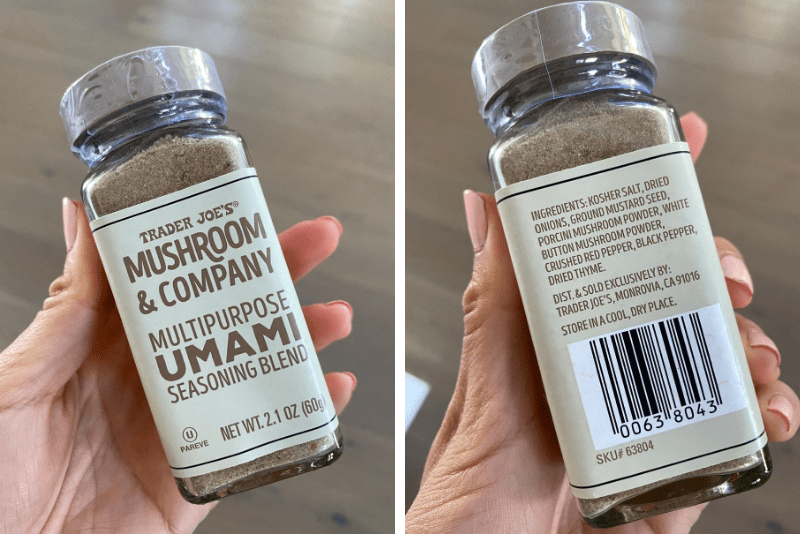 TRADER JOE'S®
MUSHROOM
& COMPANY
MULTIPURPOSE
UMAMI
SEASONING BLEND
U
PAREVE
NET WT. 2.1 OZ (60g)
INGREDIENTS: KOSHER SALT, DRIED
ONIONS, GROUND MUSTARD SEED,
PORCINI MUSHROOM POWDER, WHITE
BUTTON MUSHROOM POWDER,
CRUSHED RED PEPPER, BLACK PEPPER,
DRIED THYME.
DIST. & SOLD EXCLUSIVELY BY:
TRADER JOE'S, MONROVIA, CA 91016
STORE IN A COOL, DRY PLACE.
0063 8043
SKU# 63804